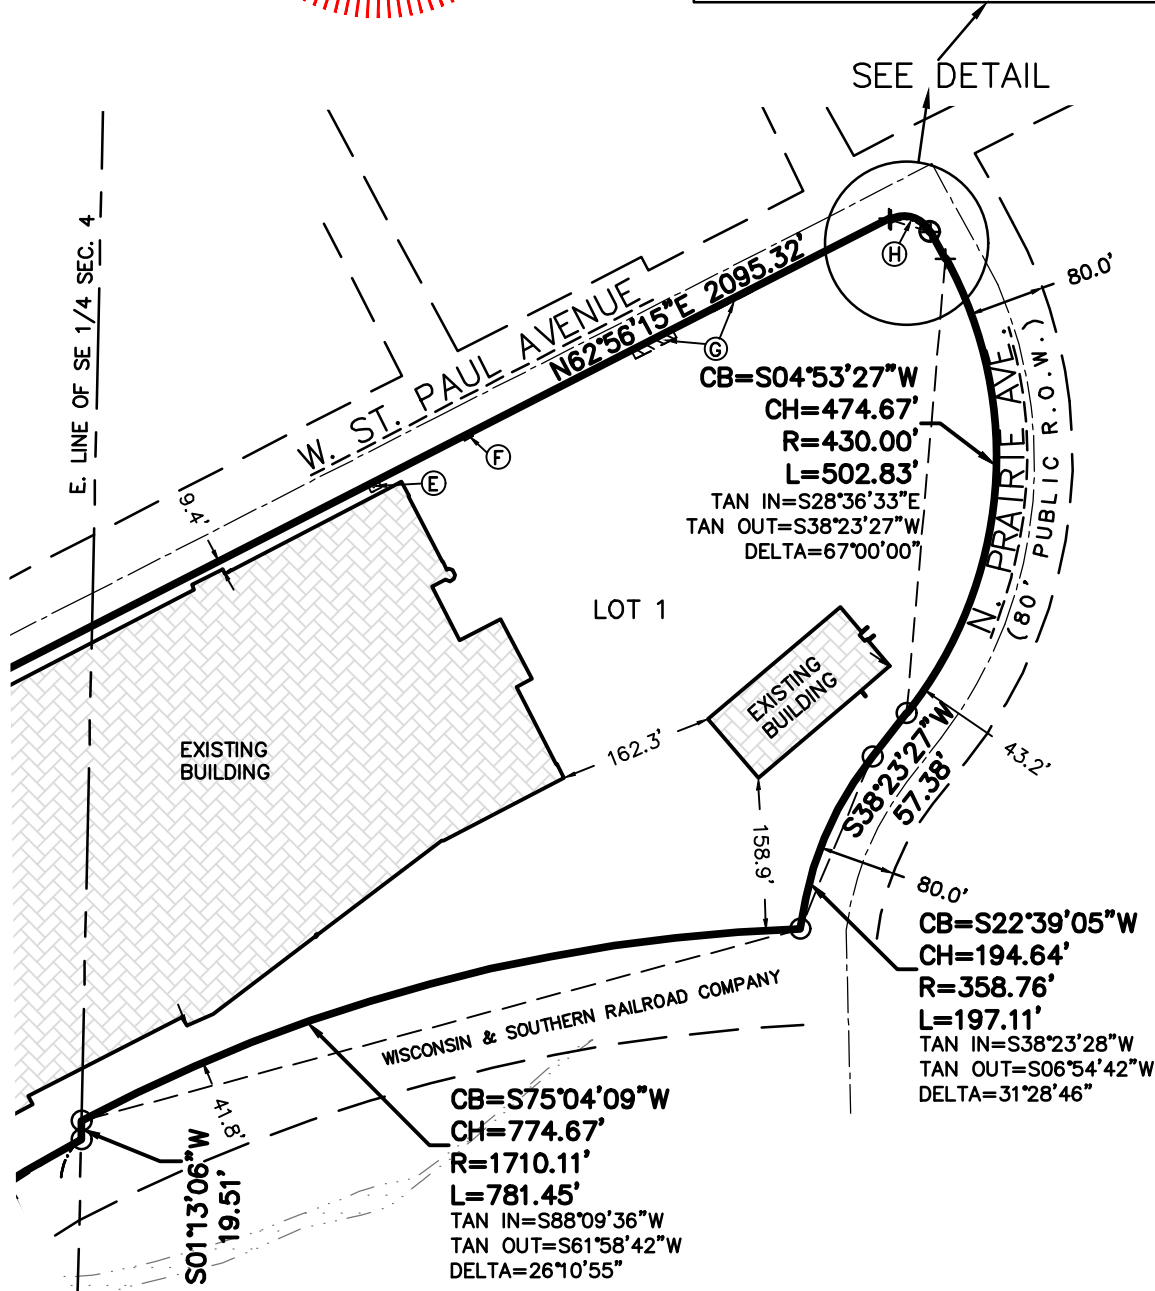 SEE DETAIL
E. LINE OF SE 1/4 SEC. 4
W. ST. PAUL AVENUE
N62°56'15"E 2095.32'
H
80.0'
G
F
E
9.4'
CB=S04°53'27"W
CH=474.67'
R=430.00'
L=502.83'
TAN IN=S28°36'33"E
TAN OUT=S38°23'27"W
DELTA=67°00'00"
N. PRAIRIE AVE.
(80' PUBLIC R.O.W.)
LOT 1
EXISTING
BUILDING
EXISTING
BUILDING
162.3'
158.9'
S38°23'27"W
57.38'
43.2'
80.0'
CB=S22°39'05"W
CH=194.64'
R=358.76'
L=197.11'
TAN IN=S38°23'28"W
TAN OUT=S06°54'42"W
DELTA=31°28'46"
WISCONSIN & SOUTHERN RAILROAD COMPANY
41.8'
CB=S75°04'09"W
CH=774.67'
R=1710.11'
L=781.45'
TAN IN=S88°09'36"W
TAN OUT=S61°58'42"W
DELTA=26°10'55"
S01°13'06"W
19.51'